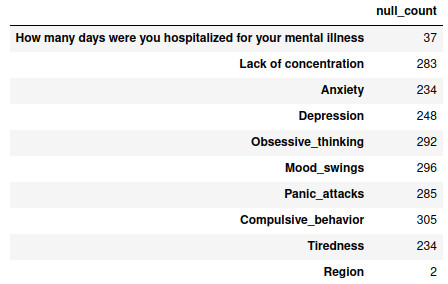 null_count
How many days were you hospitalized for your mental illness 37
Lack of concentration 283
Anxiety 234
Depression 248
Obsessive_thinking 292
Mood_swings 296
Panic_attacks 285
Compulsive_behavior 305
Tiredness 234
Region 2